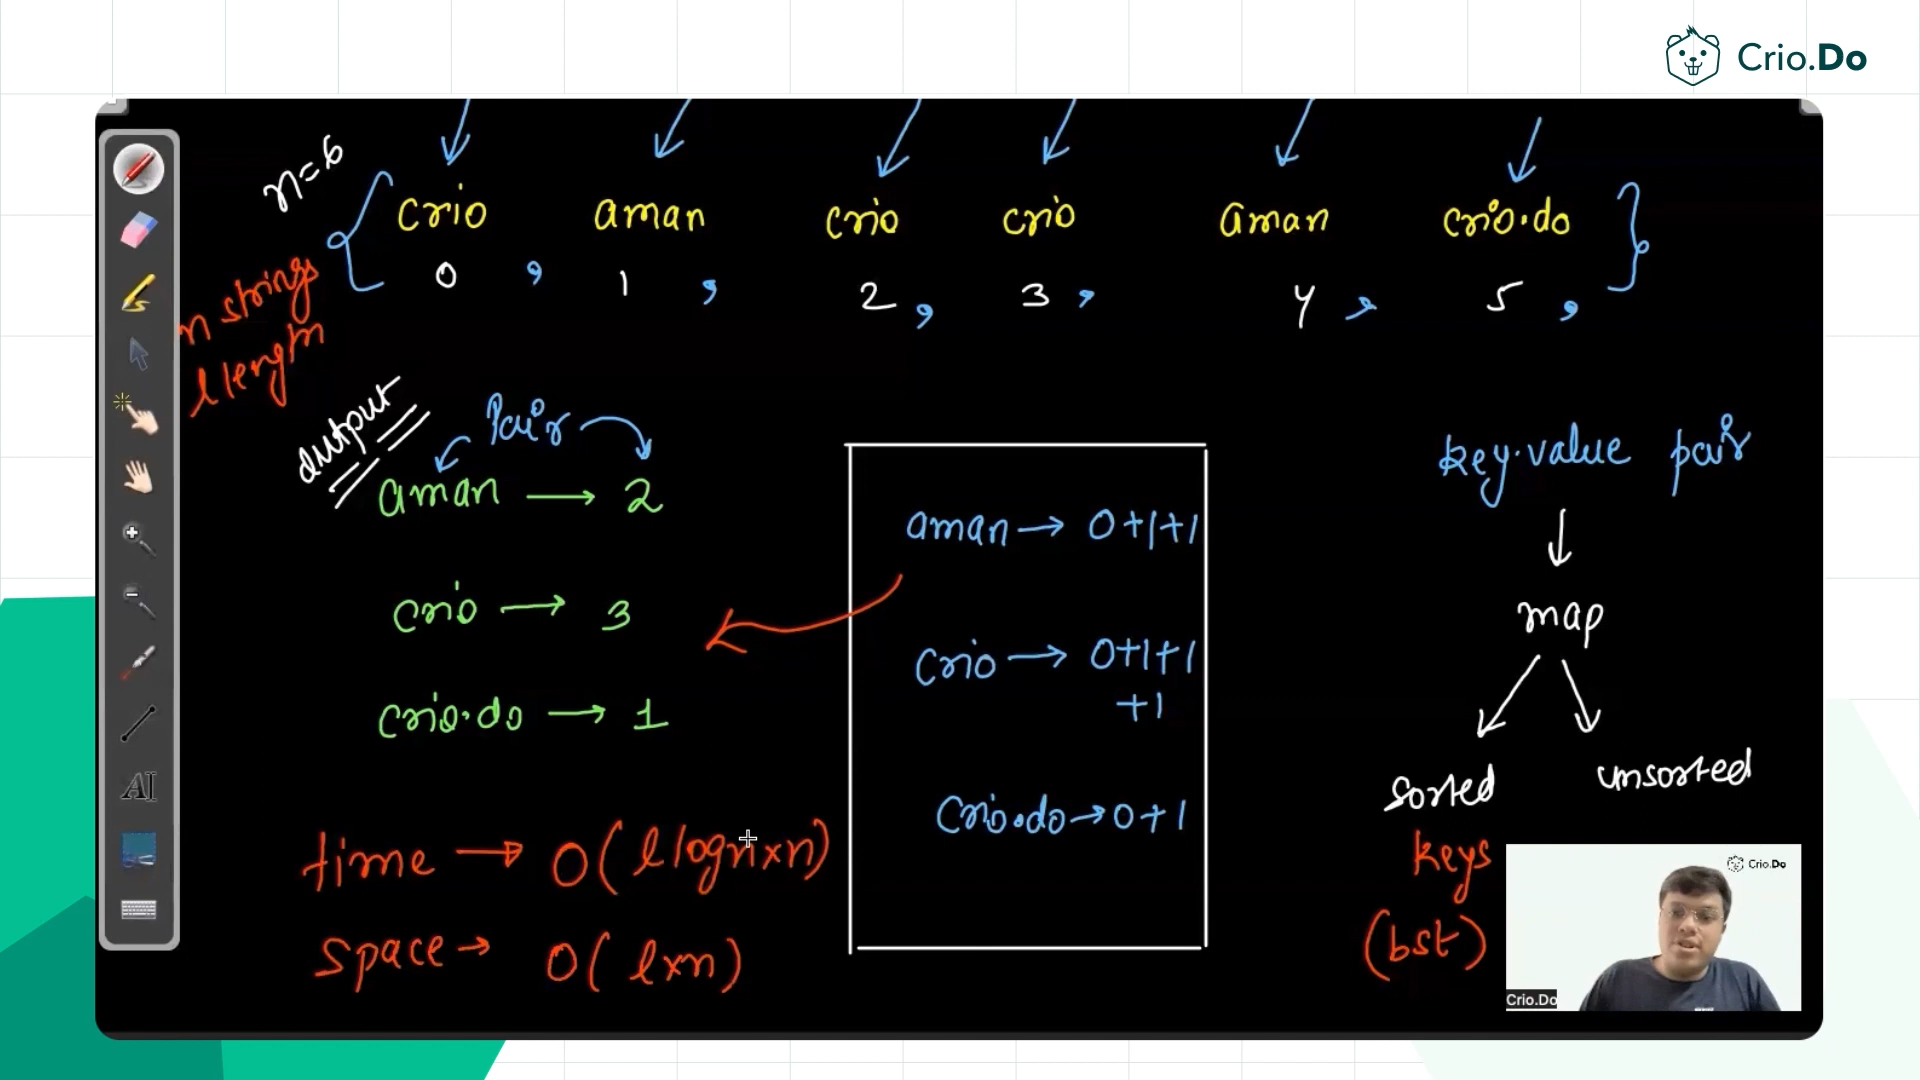 Crio.Do
n=6
{ crio aman crio crio aman crio.do }
0 , 1 , 2 , 3 , 4 , 5 ,
n strings
l length
output
Pair
aman → 2
crio → 3
crio.do → 1
time → O( l logn×n)
space → O( l×n)
aman → 0+1+1
crio → 0+1+1
+1
crio.do → 0+1
key-value pair
map
sorted unsorted
keys
(bst)
Crio.Do
Crio.Do
AI